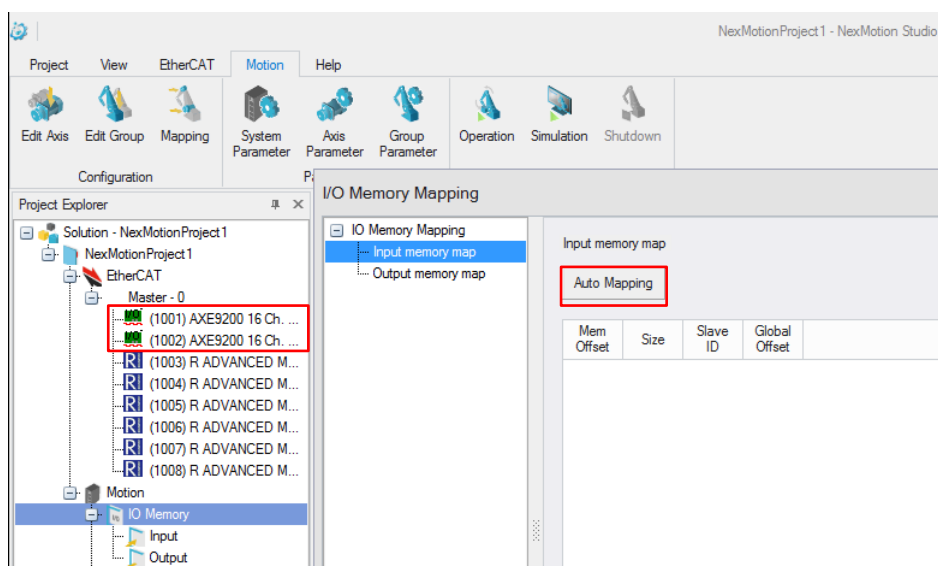 NexMotionProject1 - NexMotion Studio
Project View EtherCAT Motion Help
Edit Axis Edit Group Mapping System Parameter Axis Parameter Group Parameter Operation Simulation Shutdown
Configuration P
Project Explorer
Solution - NexMotionProject1
NexMotionProject1
EtherCAT
Master - 0
I/O (1001) AXE9200 16 Ch. ...
I/O (1002) AXE9200 16 Ch. ...
R (1003) R ADVANCED M...
R (1004) R ADVANCED M...
R (1005) R ADVANCED M...
R (1006) R ADVANCED M...
R (1007) R ADVANCED M...
R (1008) R ADVANCED M...
Motion
IO Memory
Input
Output
I/O Memory Mapping
IO Memory Mapping
Input memory map
Output memory map
Input memory map
Auto Mapping
Mem Offset Size Slave ID Global Offset